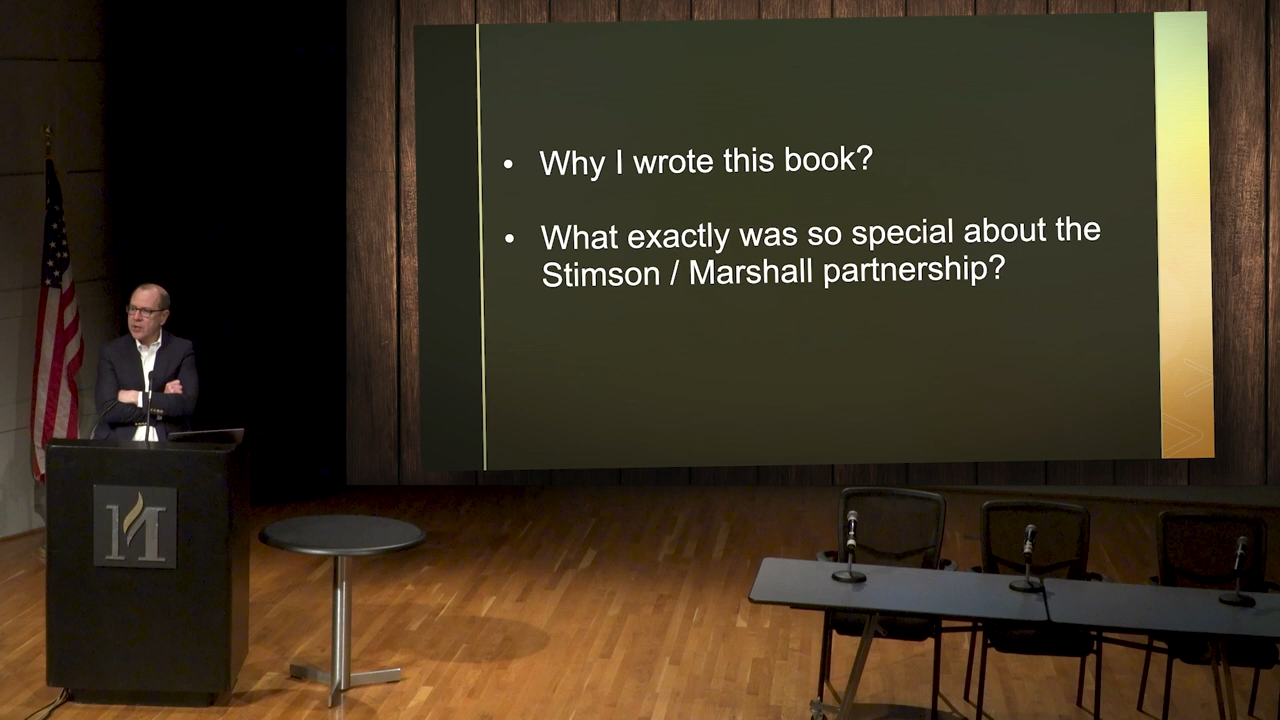 • Why I wrote this book?
• What exactly was so special about the
Stimson / Marshall partnership?